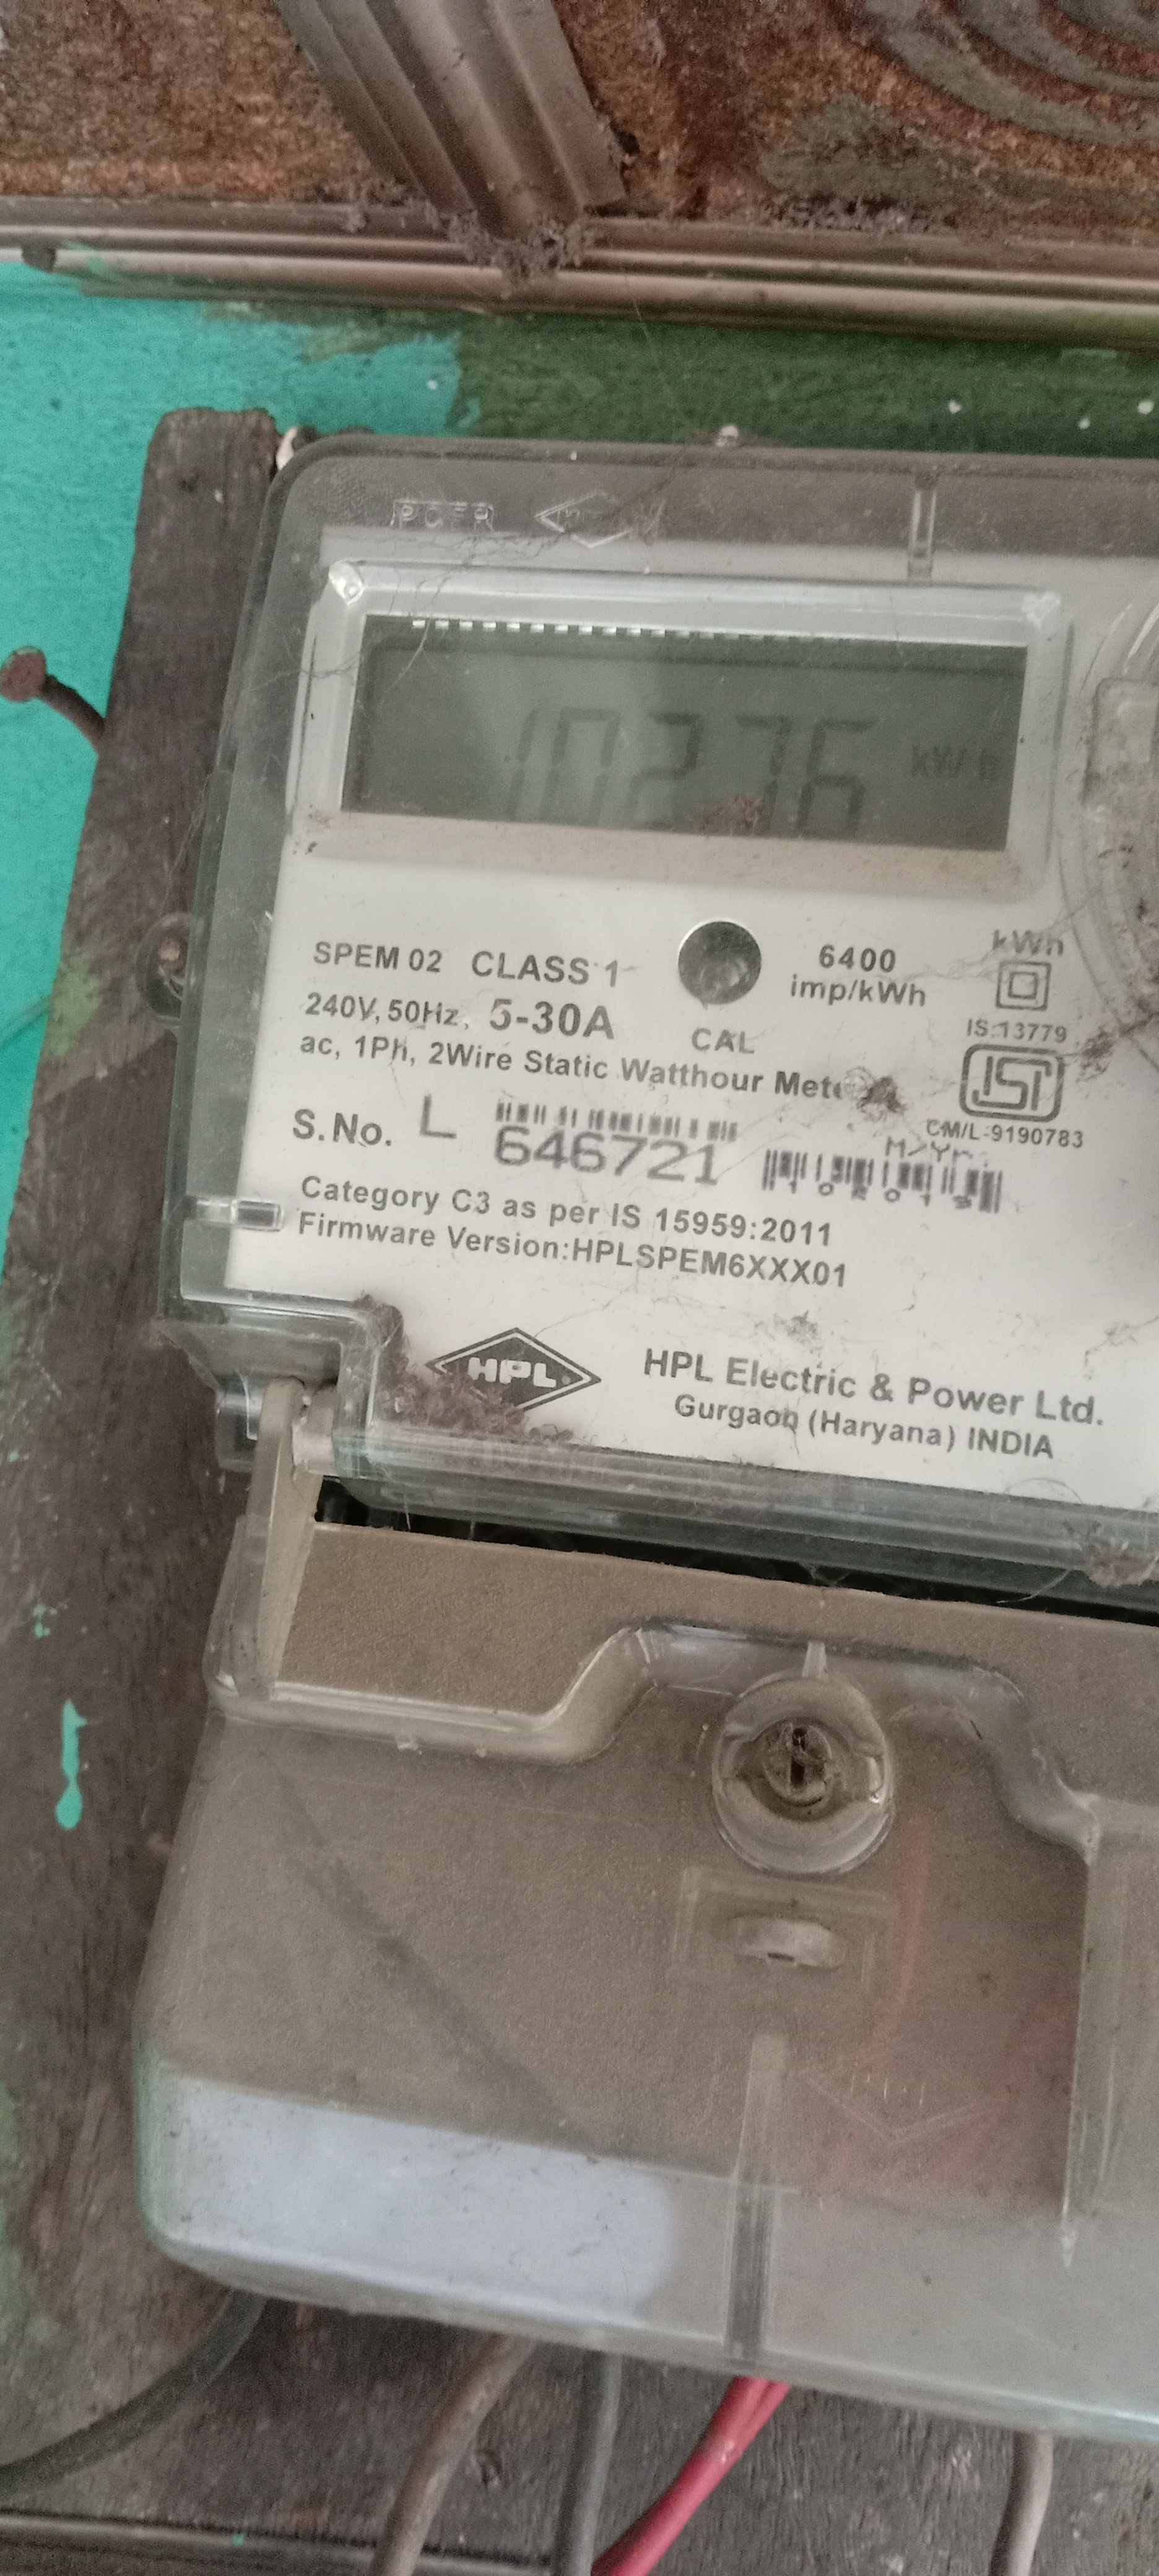 10276 kWh
SPEM 02 CLASS 1
6400
imp/kWh
kWh
240V, 50Hz, 5-30A
CAL
IS:13779
ac, 1Ph, 2Wire Static Watthour Mete
ISI
CM/L-9190783
S.No. L 646721
M/Yr.
Category C3 as per IS 15959:2011
Firmware Version:HPLSPEM6XXX01
HPL
HPL Electric & Power Ltd.
Gurgaon (Haryana) INDIA